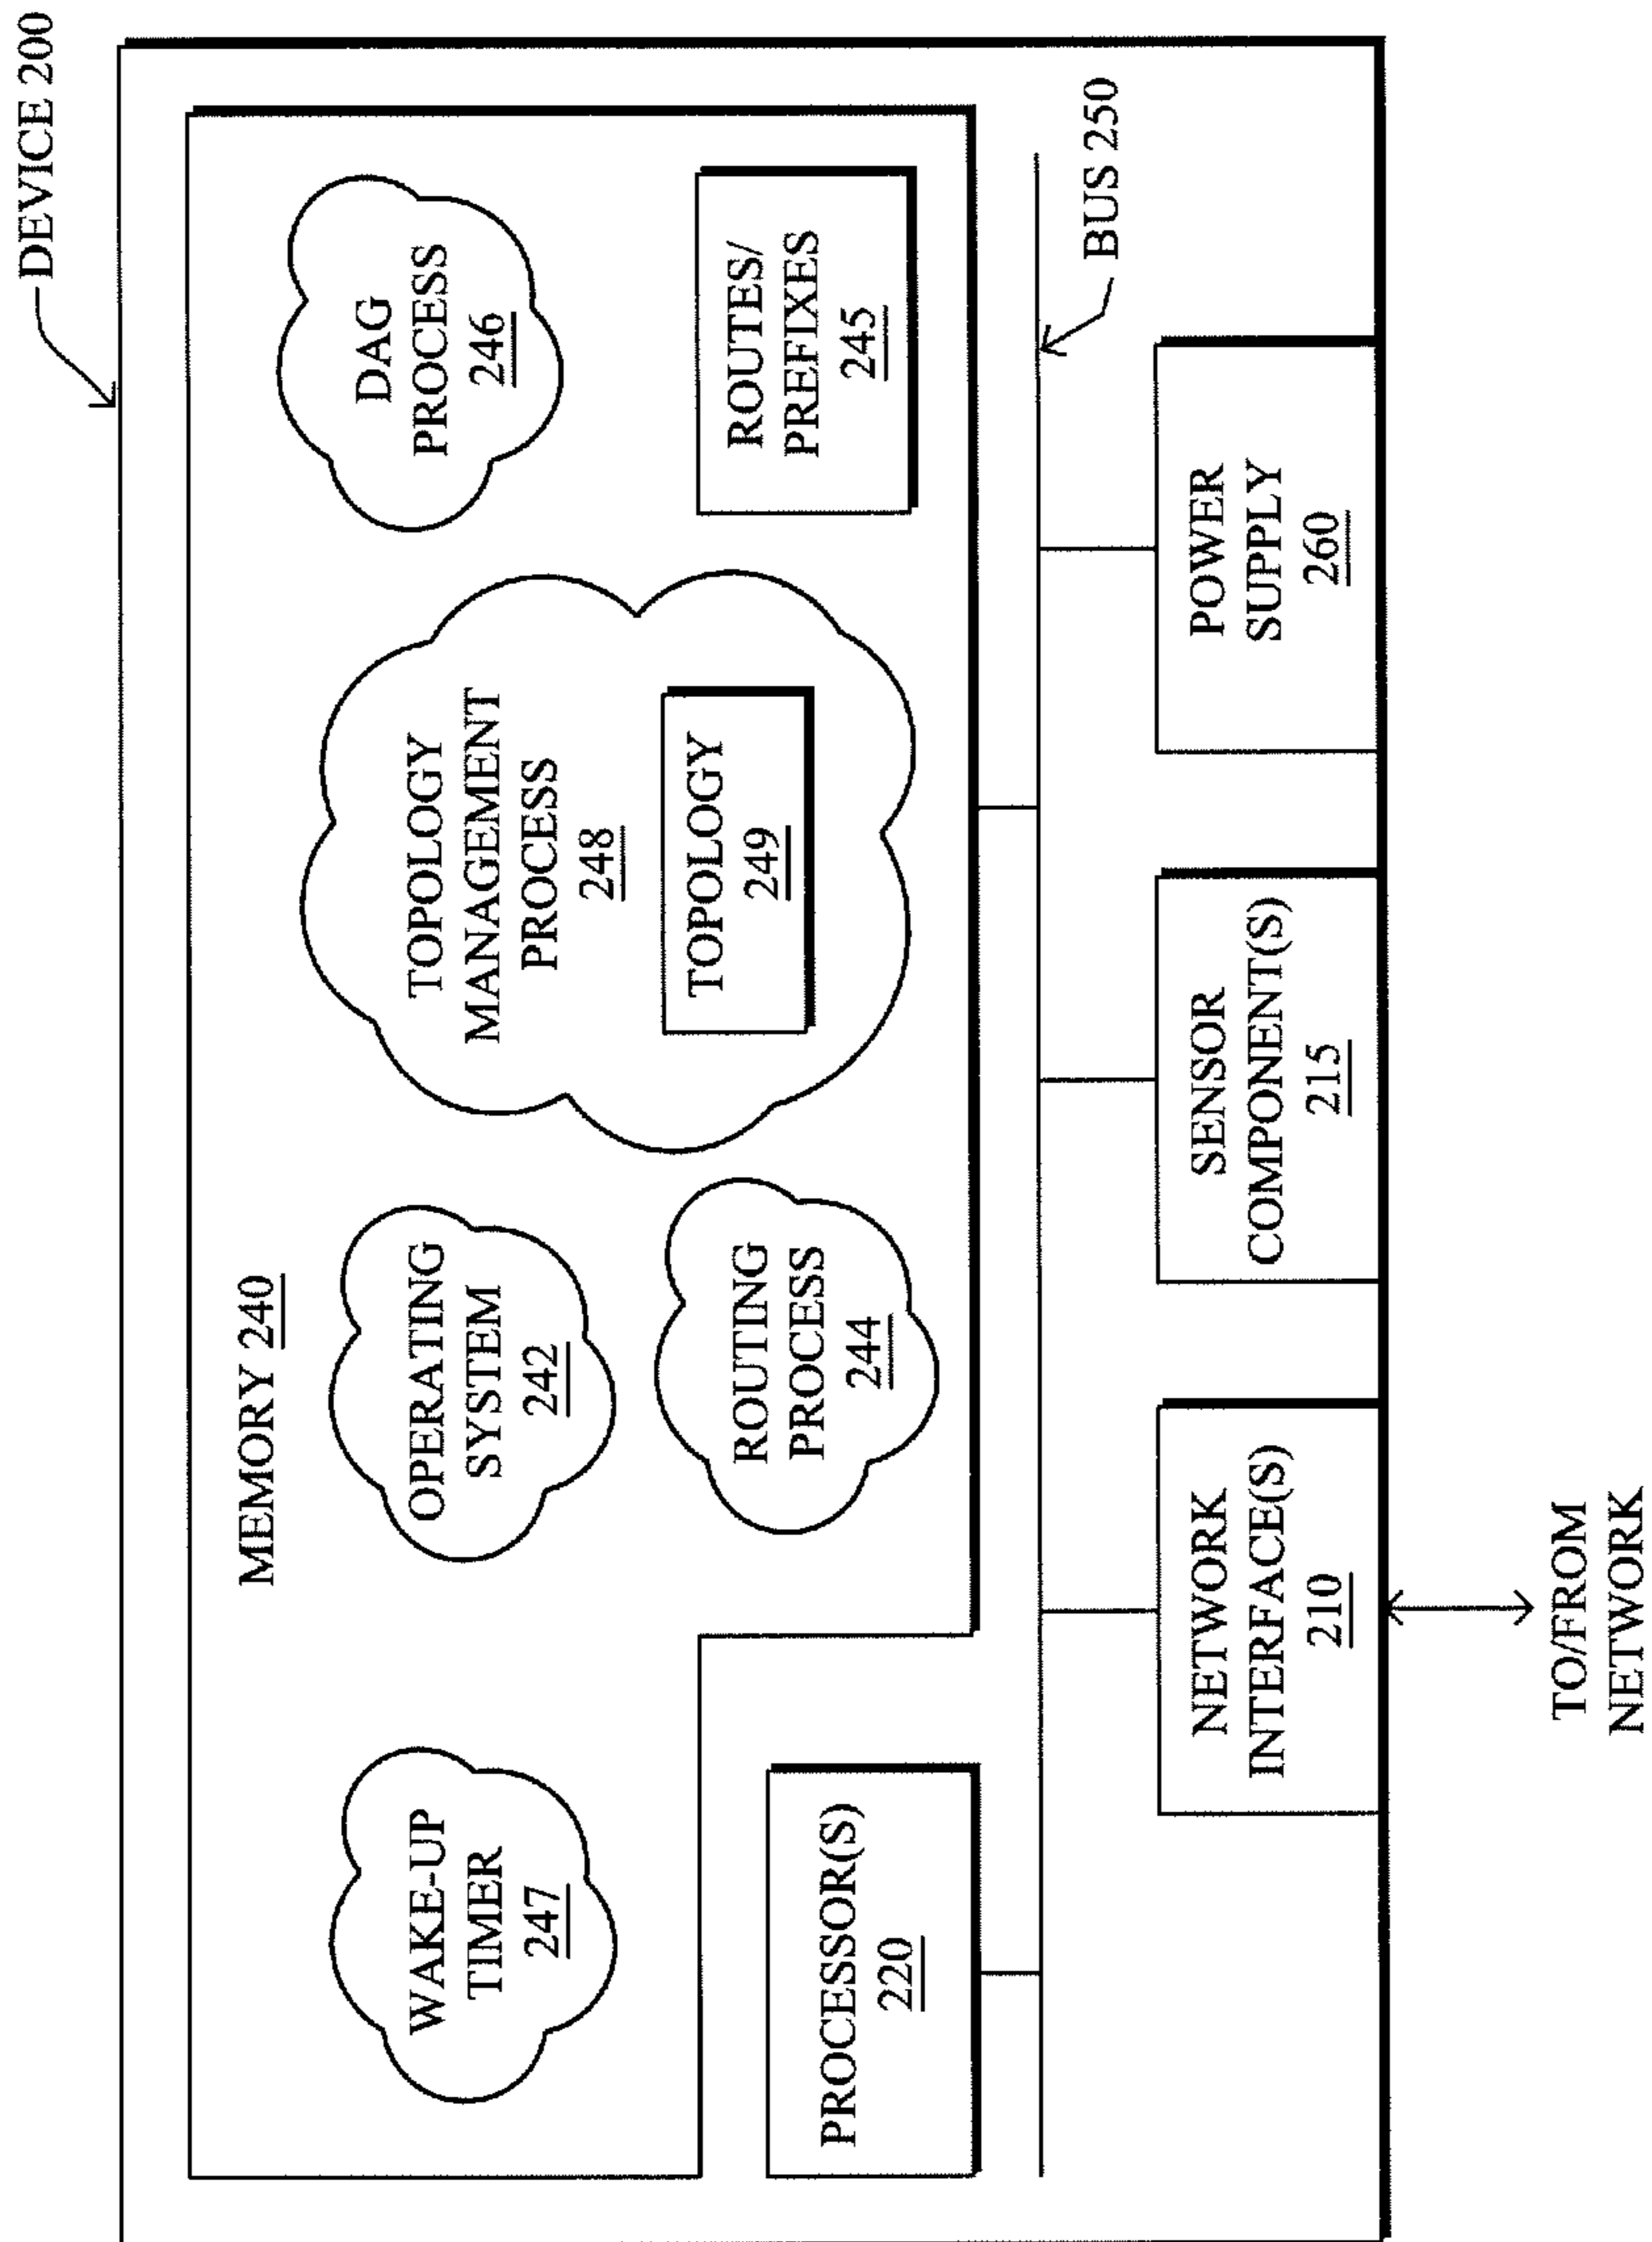 DEVICE 200
MEMORY 240
WAKE-UP
TIMER
247
OPERATING
SYSTEM
242
TOPOLOGY
MANAGEMENT
PROCESS
248
TOPOLOGY
249
DAG
PROCESS
246
ROUTING
PROCESS
244
ROUTES/
PREFIXES
245
PROCESSOR(S)
220
BUS 250
NETWORK
INTERFACE(S)
210
SENSOR
COMPONENT(S)
215
POWER
SUPPLY
260
TO/FROM
NETWORK